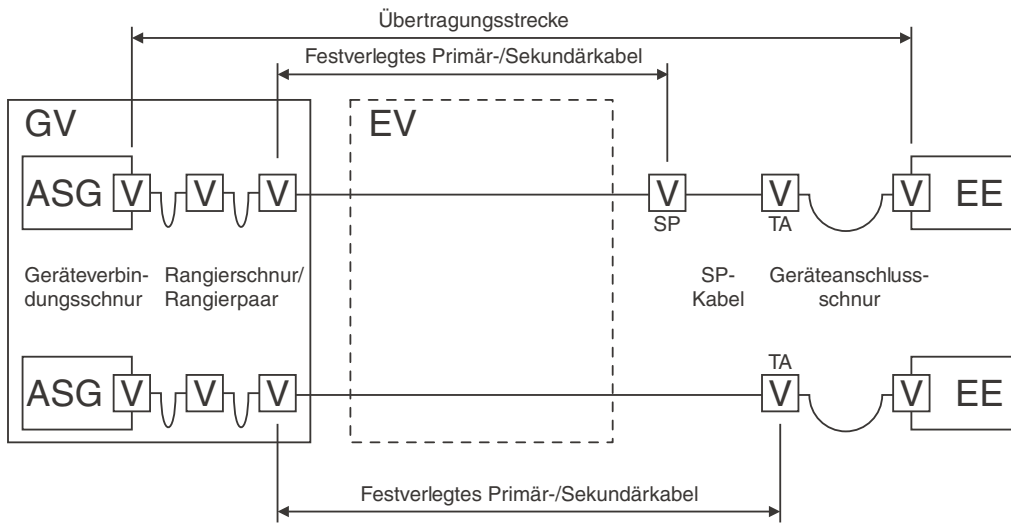 Übertragungsstrecke
Festverlegtes Primär-/Sekundärkabel
GV
EV
ASG
V
V
V
V
V
V
EE
SP
TA
Geräteverbin-
dungsschnur
Rangierschnur/
Rangierpaar
SP-
Kabel
Geräteanschluss-
schnur
TA
ASG
V
V
V
V
V
EE
Festverlegtes Primär-/Sekundärkabel